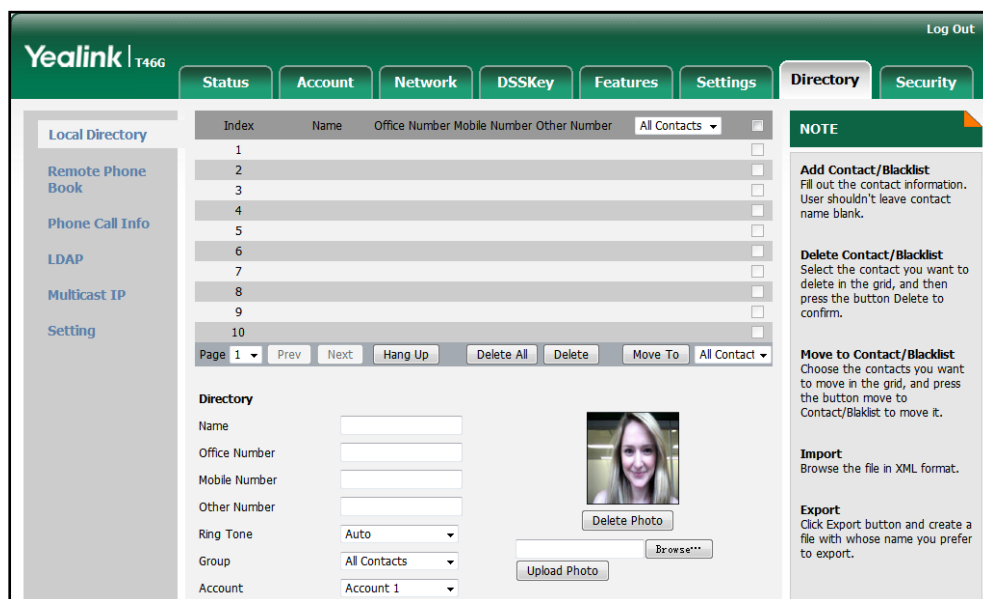 Log Out
Yealink | T46G
Status Account Network DSSKey Features Settings Directory Security
Local Directory
Remote Phone
Book
Phone Call Info
LDAP
Multicast IP
Setting
Index Name Office Number Mobile Number Other Number All Contacts
1
2
3
4
5
6
7
8
9
10
Page 1 Prev Next Hang Up Delete All Delete Move To All Contact
Directory
Name
Office Number
Mobile Number
Other Number
Ring Tone Auto
Group All Contacts
Account Account 1
Delete Photo
Browse...
Upload Photo
NOTE
Add Contact/Blacklist
Fill out the contact information.
User shouldn't leave contact
name blank.
Delete Contact/Blacklist
Select the contact you want to
delete in the grid, and then
press the button Delete to
confirm.
Move to Contact/Blacklist
Choose the contacts you want
to move in the grid, and press
the button move to
Contact/Blaklist to move it.
Import
Browse the file in XML format.
Export
Click Export button and create a
file with whose name you prefer
to export.